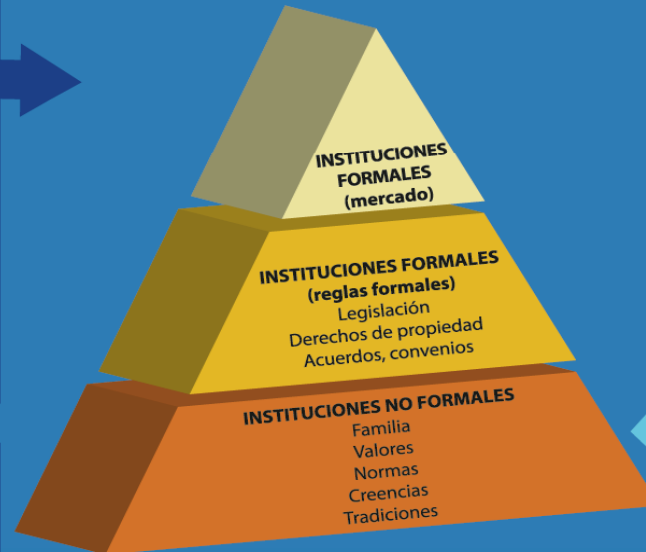 INSTITUCIONES
FORMALES
(mercado)
INSTITUCIONES FORMALES
(reglas formales)
Legislación
Derechos de propiedad
Acuerdos, convenios
INSTITUCIONES NO FORMALES
Familia
Valores
Normas
Creencias
Tradiciones